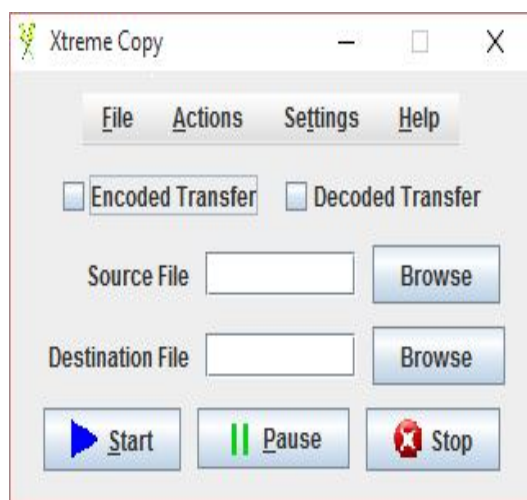 Xtreme Copy
File Actions Settings Help
Encoded Transfer Decoded Transfer
Source File Browse
Destination File Browse
Start Pause Stop